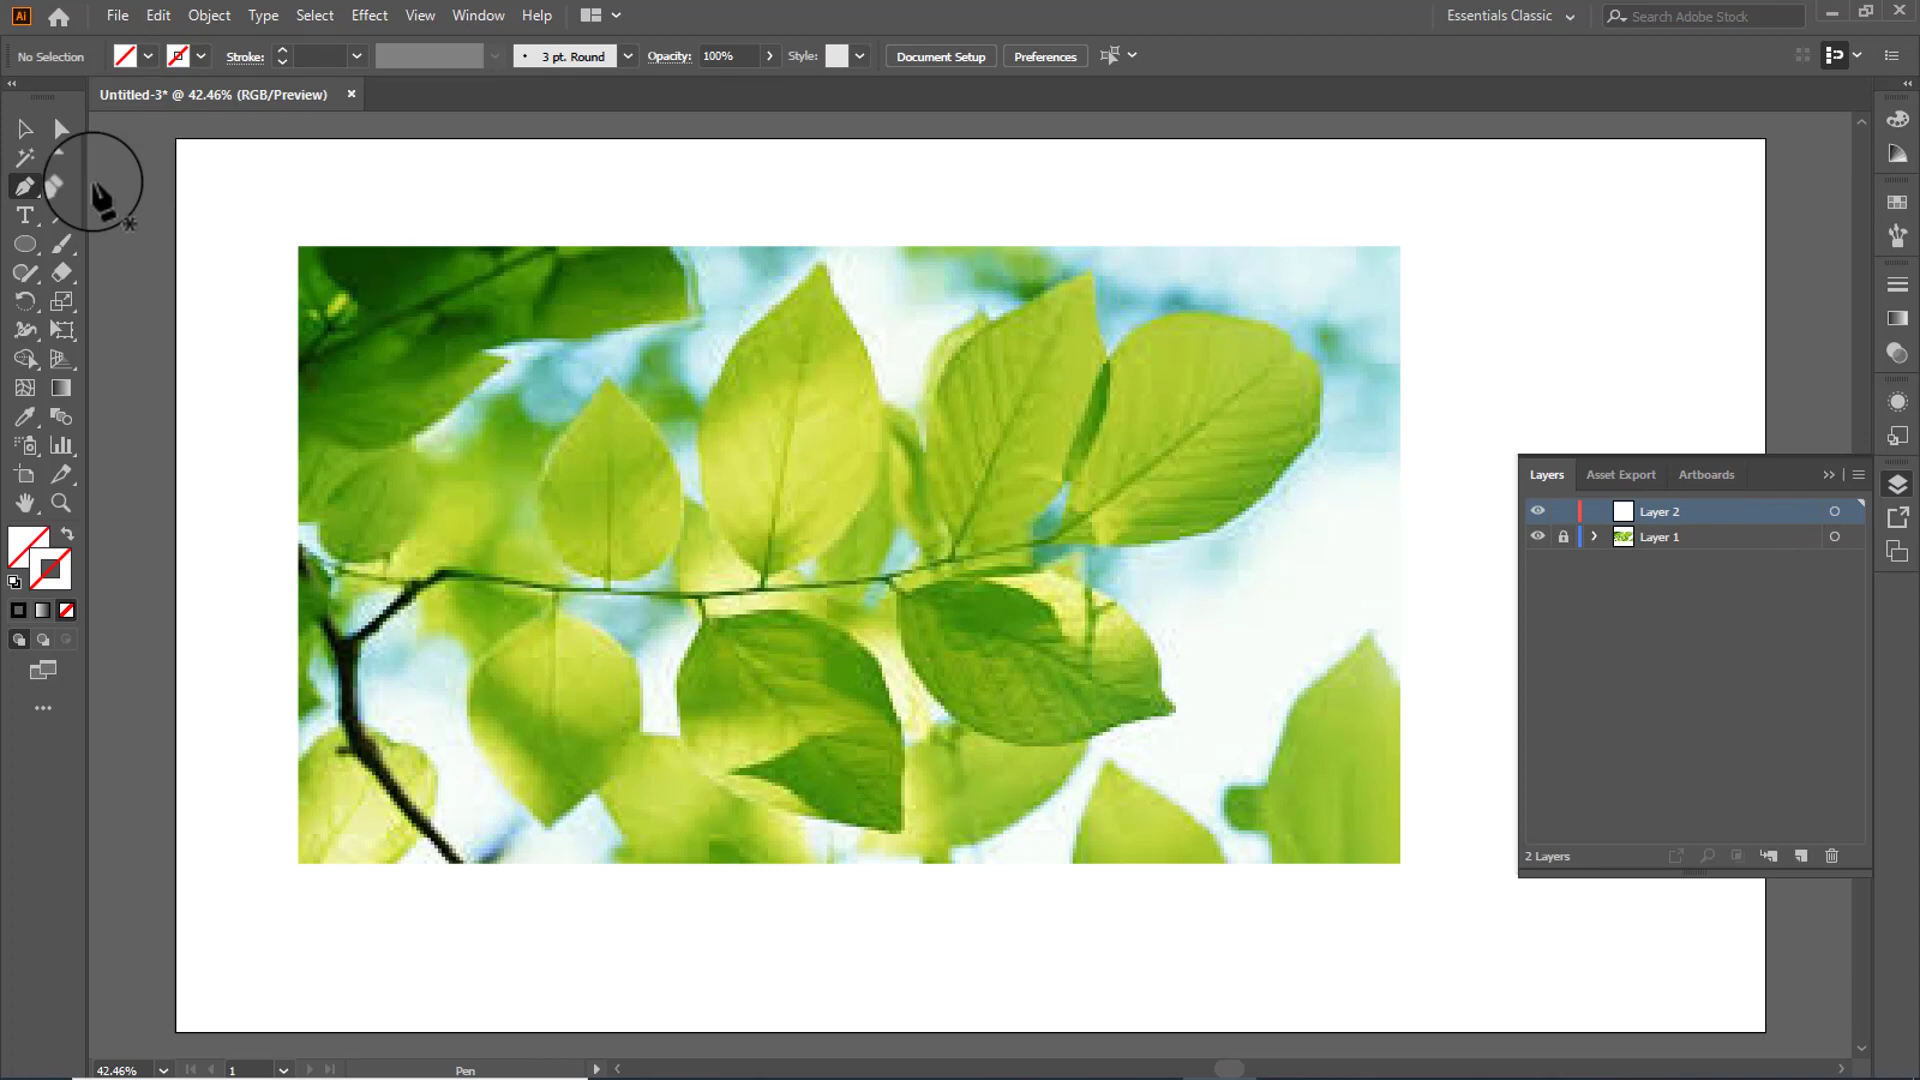 Ai File Edit Object Type Select Effect View Window Help Essentials Classic Search Adobe Stock
No Selection Stroke: 3 pt. Round Opacity: 100% Style: Document Setup Preferences
Untitled-3* @ 42.46% (RGB/Preview)
T
Layers Asset Export Artboards
Layer 2
Layer 1
2 Layers
42.46% 1 Pen